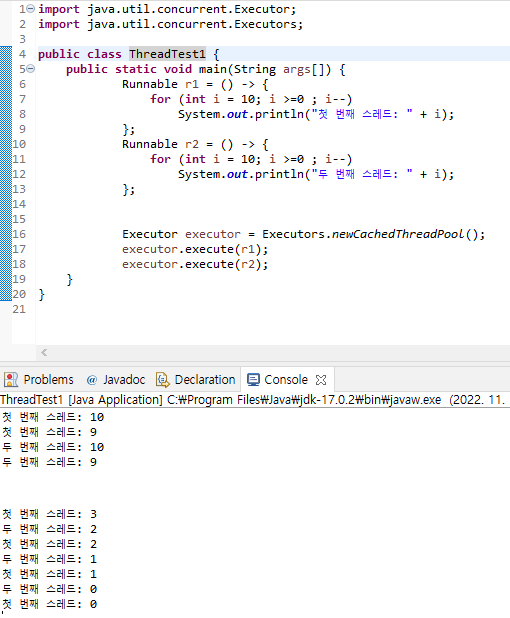 1 import java.util.concurrent.Executor;
2 import java.util.concurrent.Executors;
3
4 public class ThreadTest1 {
5 public static void main(String args[]) {
6 Runnable r1 = () -> {
7 for (int i = 10; i >=0 ; i--)
8 System.out.println("첫 번째 스레드: " + i);
9 };
10 Runnable r2 = () -> {
11 for (int i = 10; i >=0 ; i--)
12 System.out.println("두 번째 스레드: " + i);
13 };
14
15
16 Executor executor = Executors.newCachedThreadPool();
17 executor.execute(r1);
18 executor.execute(r2);
19 }
20 }
21
Problems @ Javadoc Declaration Console
ThreadTest1 [Java Application] C:₩Program Files₩Java₩jdk-17.0.2₩bin₩javaw.exe (2022. 11.
첫 번째 스레드: 10
첫 번째 스레드: 9
두 번째 스레드: 10
두 번째 스레드: 9
첫 번째 스레드: 3
두 번째 스레드: 2
첫 번째 스레드: 2
두 번째 스레드: 1
첫 번째 스레드: 1
두 번째 스레드: 0
첫 번째 스레드: 0